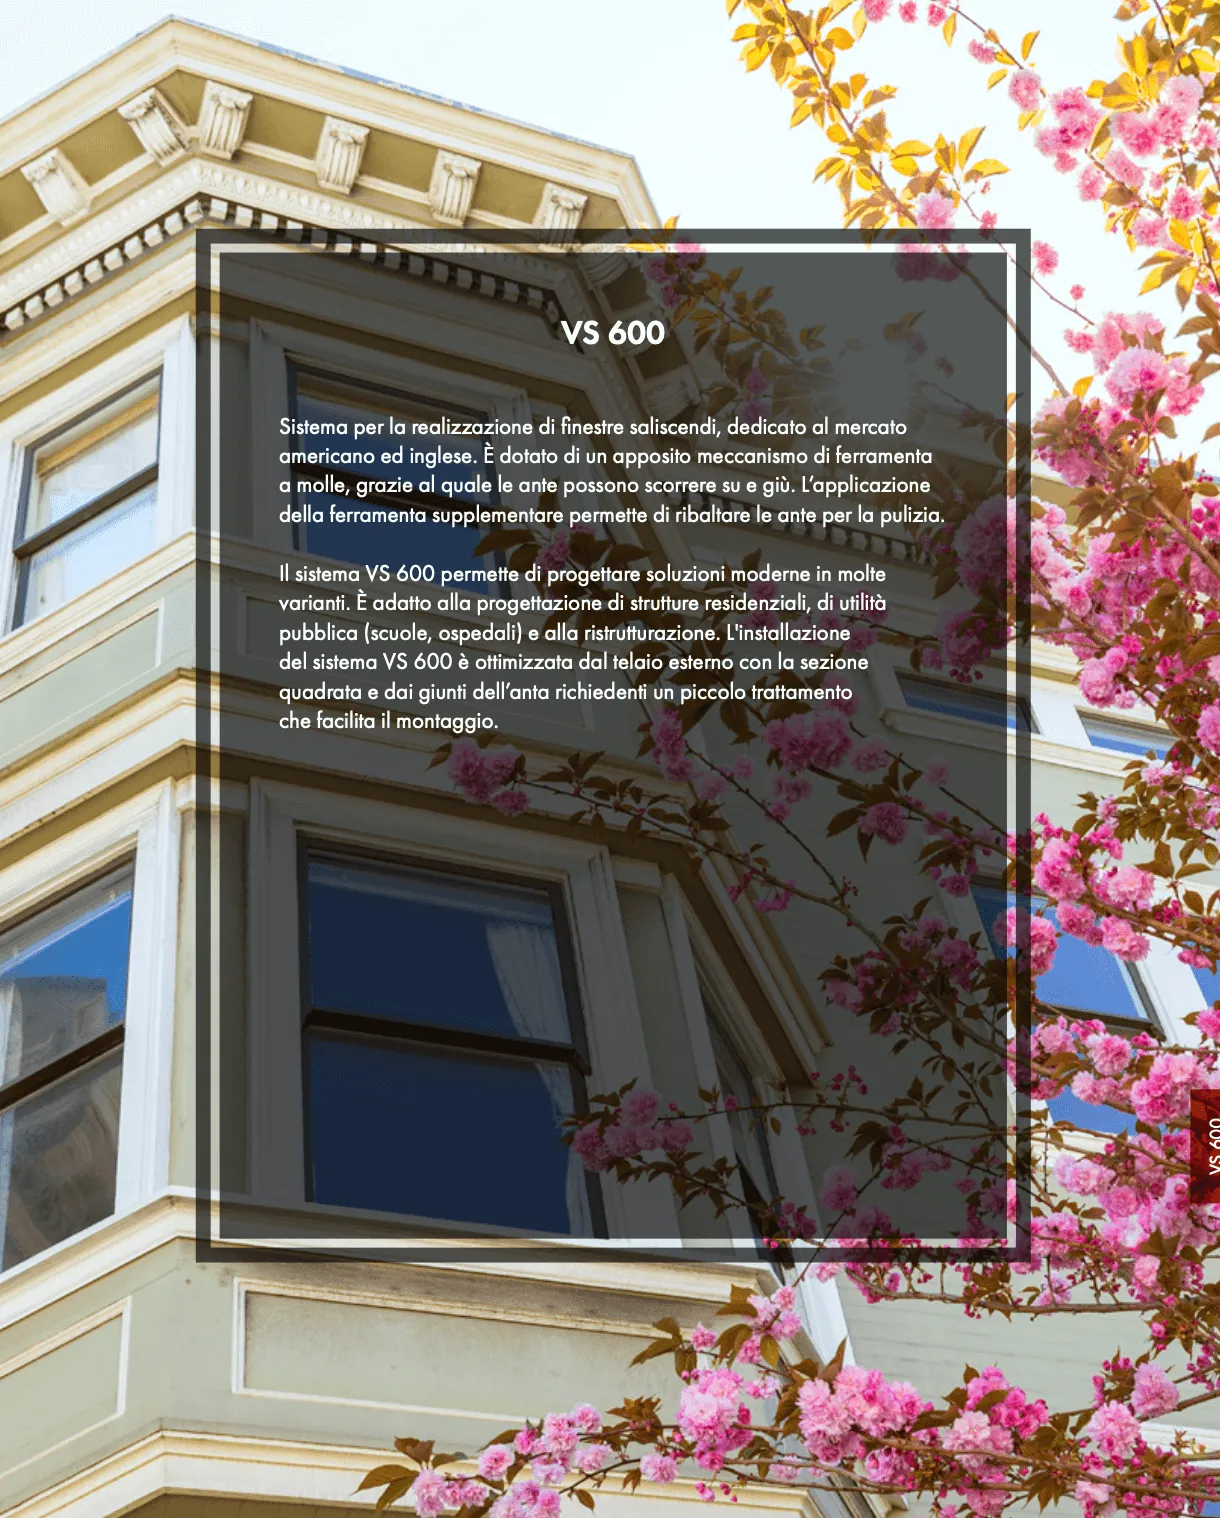 VS 600
Sistema per la realizzazione di finestre saliscendi, dedicato al mercato
americano ed inglese. È dotato di un apposito meccanismo di ferramenta
a molle, grazie al quale le ante possono scorrere su e giù. L’applicazione
della ferramenta supplementare permette di ribaltare le ante per la pulizia.
Il sistema VS 600 permette di progettare soluzioni moderne in molte
varianti. È adatto alla progettazione di strutture residenziali, di utilità
pubblica (scuole, ospedali) e alla ristrutturazione. L'installazione
del sistema VS 600 è ottimizzata dal telaio esterno con la sezione
quadrata e dai giunti dell’anta richiedenti un piccolo trattamento
che facilita il montaggio.
VS 600